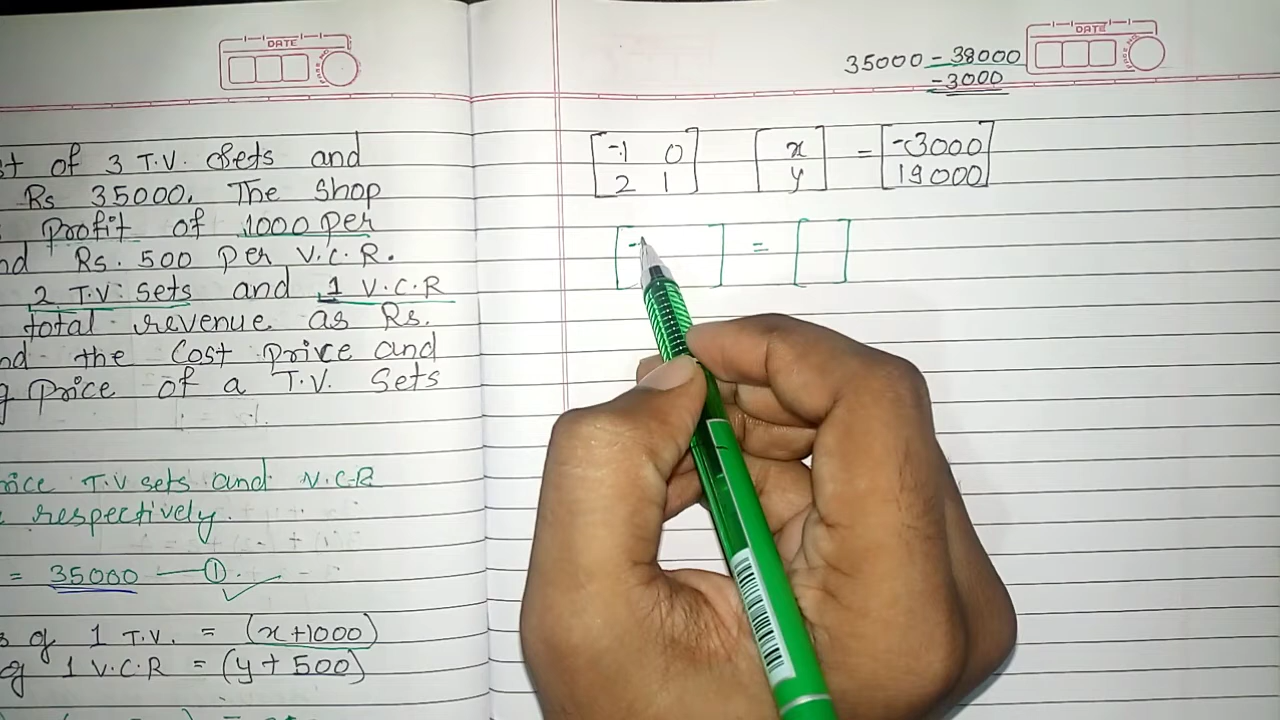 DATE
st of 3 T.V. Sets and
Rs 35000. The Shop
Profit of 1000 per
nd Rs. 500 per V.C.R.
2 T.V. Sets and 1 V.C.R
total revenue as Rs.
nd the Cost price and
g price of a T.V. Sets
rice T.V sets and V.C.R
respectively.
= 35000 — ①.
s of 1 T.V. = (x+1000)
of 1 V.C.R = (y + 500)
DATE
35000 - 38000
-3000
[-1 0 [x = [-3000
2 1] y] 19000]
[- ] = [ ]